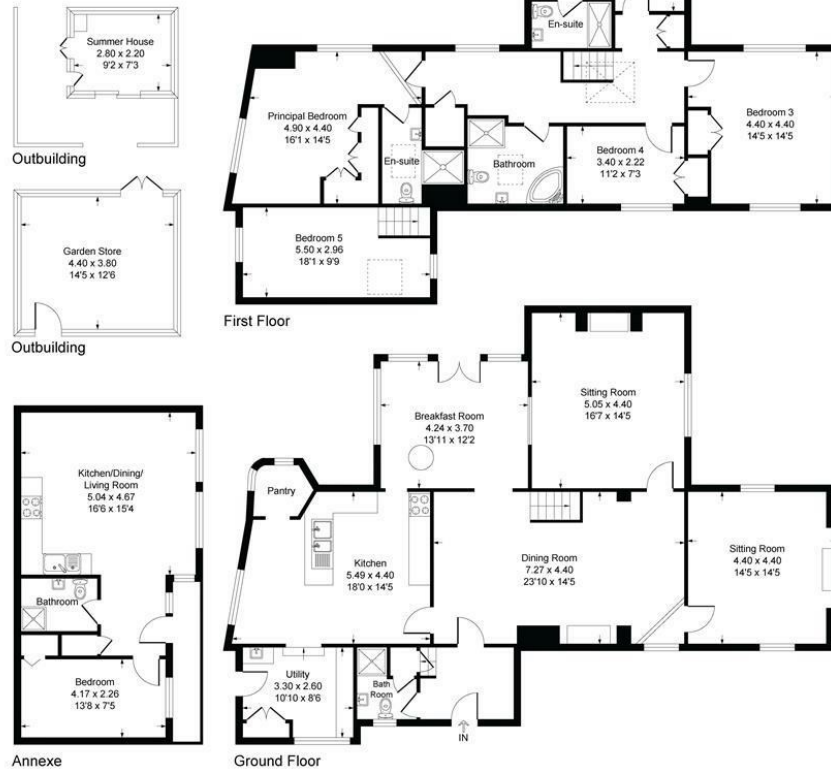 Summer House
2.80 x 2.20
9'2 x 7'3
Outbuilding
Garden Store
4.40 x 3.80
14'5 x 12'6
Outbuilding
En-suite
Principal Bedroom
4.90 x 4.40
16'1 x 14'5
En-suite
Bathroom
Bedroom 4
3.40 x 2.22
11'2 x 7'3
Bedroom 3
4.40 x 4.40
14'5 x 14'5
Bedroom 5
5.50 x 2.96
18'1 x 9'9
First Floor
Kitchen/Dining/
Living Room
5.04 x 4.67
16'6 x 15'4
Bathroom
Bedroom
4.17 x 2.26
13'8 x 7'5
Annexe
Breakfast Room
4.24 x 3.70
13'11 x 12'2
Sitting Room
5.05 x 4.40
16'7 x 14'5
Pantry
Kitchen
5.49 x 4.40
18'0 x 14'5
Dining Room
7.27 x 4.40
23'10 x 14'5
Sitting Room
4.40 x 4.40
14'5 x 14'5
Utility
3.30 x 2.60
10'10 x 8'6
Bath
Room
IN
Ground Floor